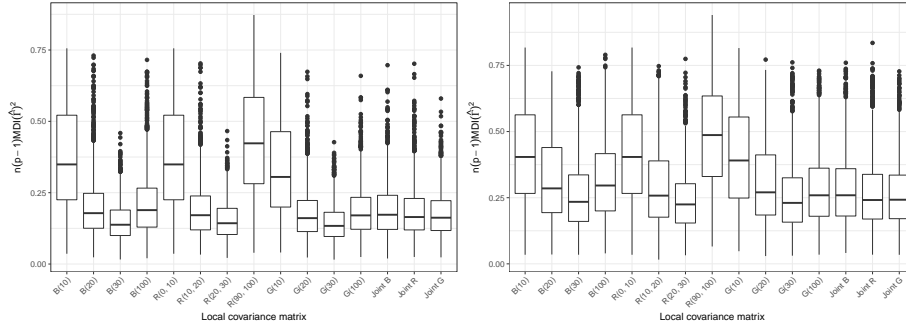 n(p−1)MDI(Γ̂)²
0.75
0.50
0.25
0.00
B(10)
B(20)
B(30)
B(100)
R(0, 10)
R(10, 20)
R(20, 30)
R(90, 100)
G(10)
G(20)
G(30)
G(100)
Joint B
Joint R
Joint G
Local covariance matrix
n(p−1)MDI(Γ̂)²
0.75
0.50
0.25
0.00
B(10)
B(20)
B(30)
B(100)
R(0, 10)
R(10, 20)
R(20, 30)
R(90, 100)
G(10)
G(20)
G(30)
G(100)
Joint B
Joint R
Joint G
Local covariance matrix